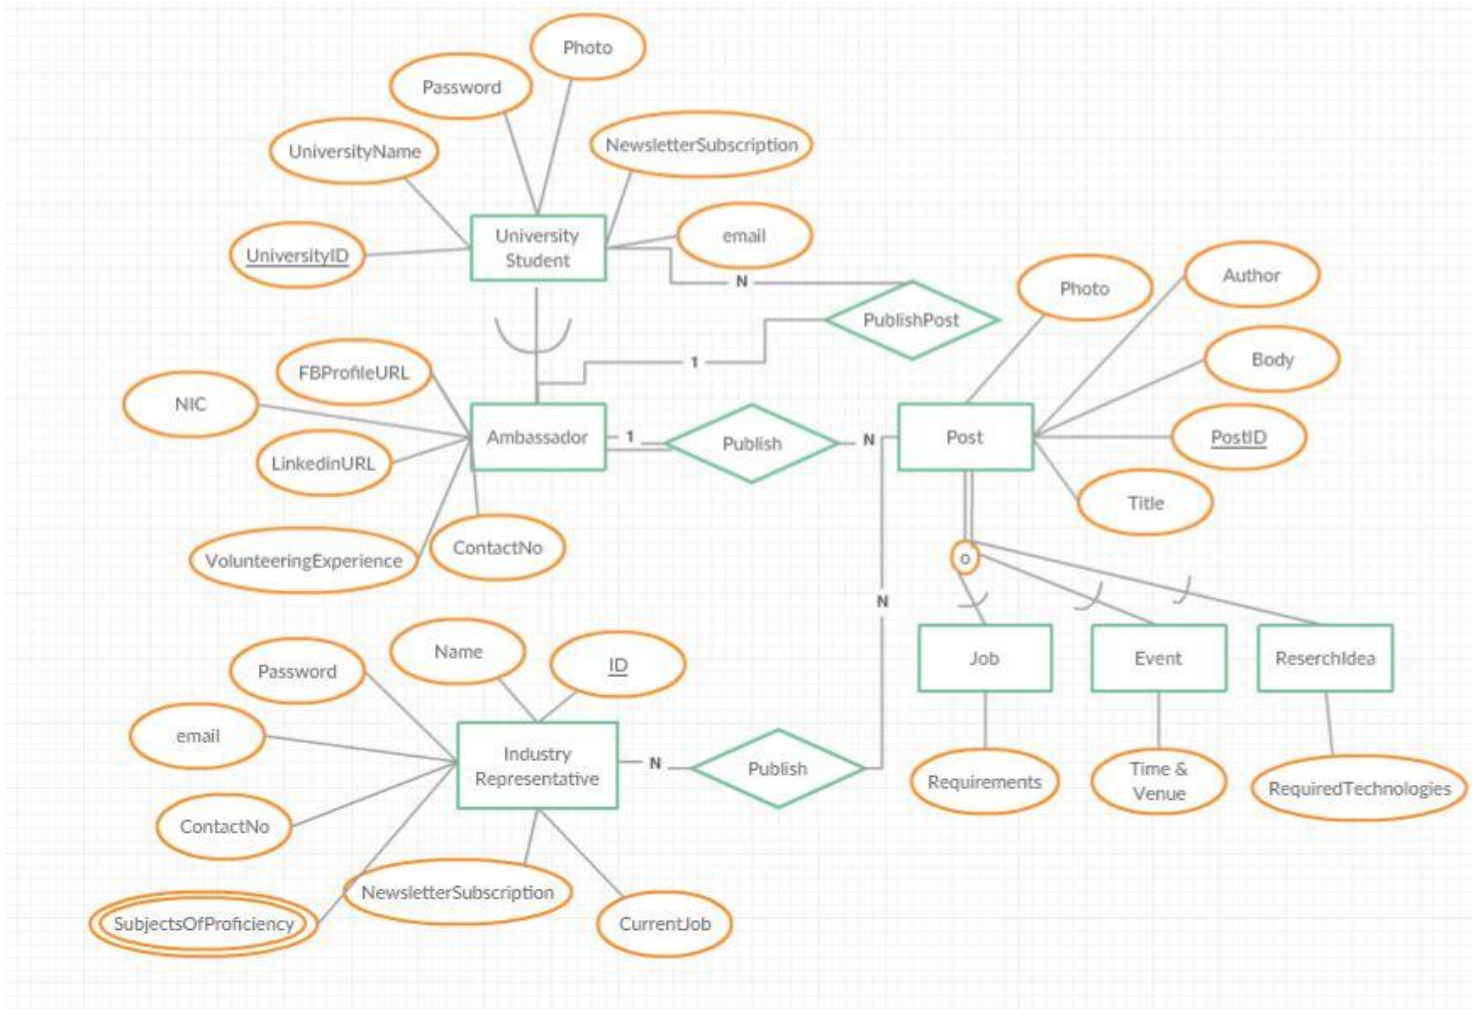 Photo
Password
NewsletterSubscription
UniversityName
email
University
Student
UniversityID
N
Author
Photo
PublishPost
Body
1
FBProfileURL
NIC
Ambassador
1
Publish
N
Post
PostID
LinkedinURL
Title
ContactNo
VolunteeringExperience
o
N
Name
ID
Job
Event
ReserchIdea
Password
email
Industry
Representative
N
Publish
Requirements
Time &
Venue
RequiredTechnologies
ContactNo
NewsletterSubscription
SubjectsOfProficiency
CurrentJob